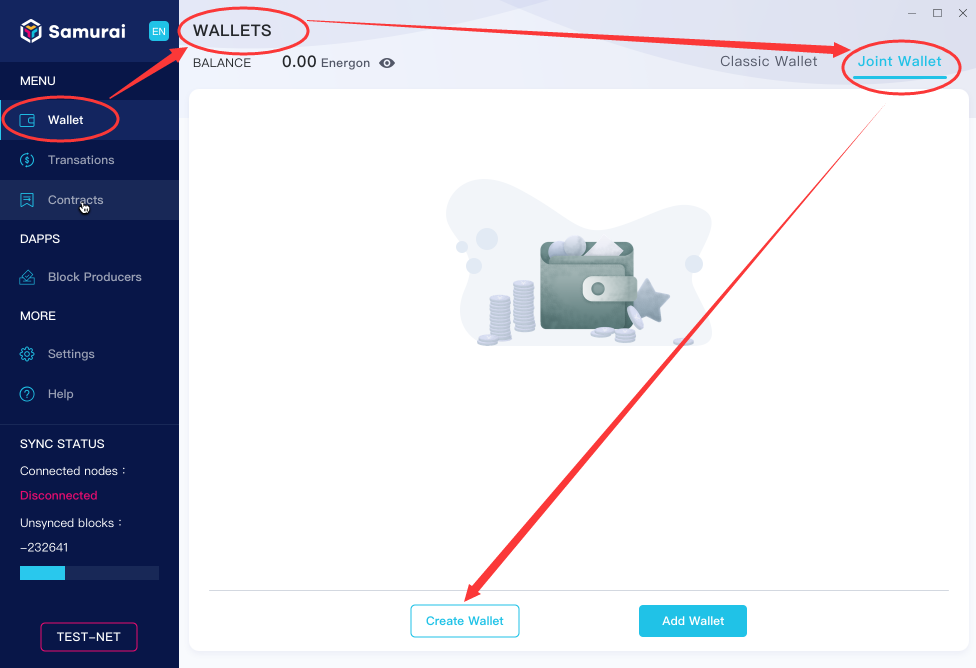 Samurai
EN
MENU
Wallet
Transations
Contracts
DAPPS
Block Producers
MORE
Settings
Help
SYNC STATUS
Connected nodes：
Disconnected
Unsynced blocks：
-232641
TEST-NET
WALLETS
BALANCE 0.00 Energon
Classic Wallet Joint Wallet
Create Wallet Add Wallet